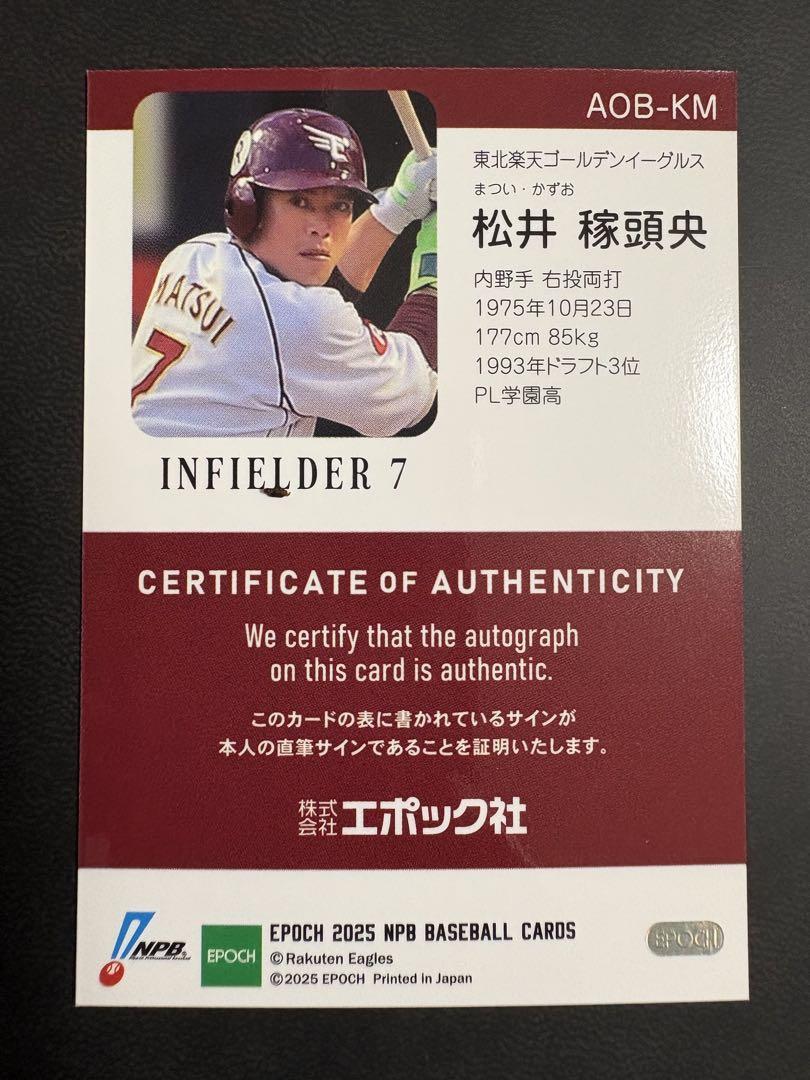 AOB-KM
東北楽天ゴールデンイーグルス
まつい・かずお
松井 稼頭央
内野手 右投両打
1975年10月23日
177cm 85kg
1993年ドラフト3位
PL学園高
MATSUI
7
INFIELDER 7
CERTIFICATE OF AUTHENTICITY
We certify that the autograph
on this card is authentic.
このカードの表に書かれているサインが
本人の直筆サインであることを証明いたします。
株式会社エポック社
NPB
EPOCH
EPOCH 2025 NPB BASEBALL CARDS
©Rakuten Eagles
©2025 EPOCH Printed in Japan
EPOCH